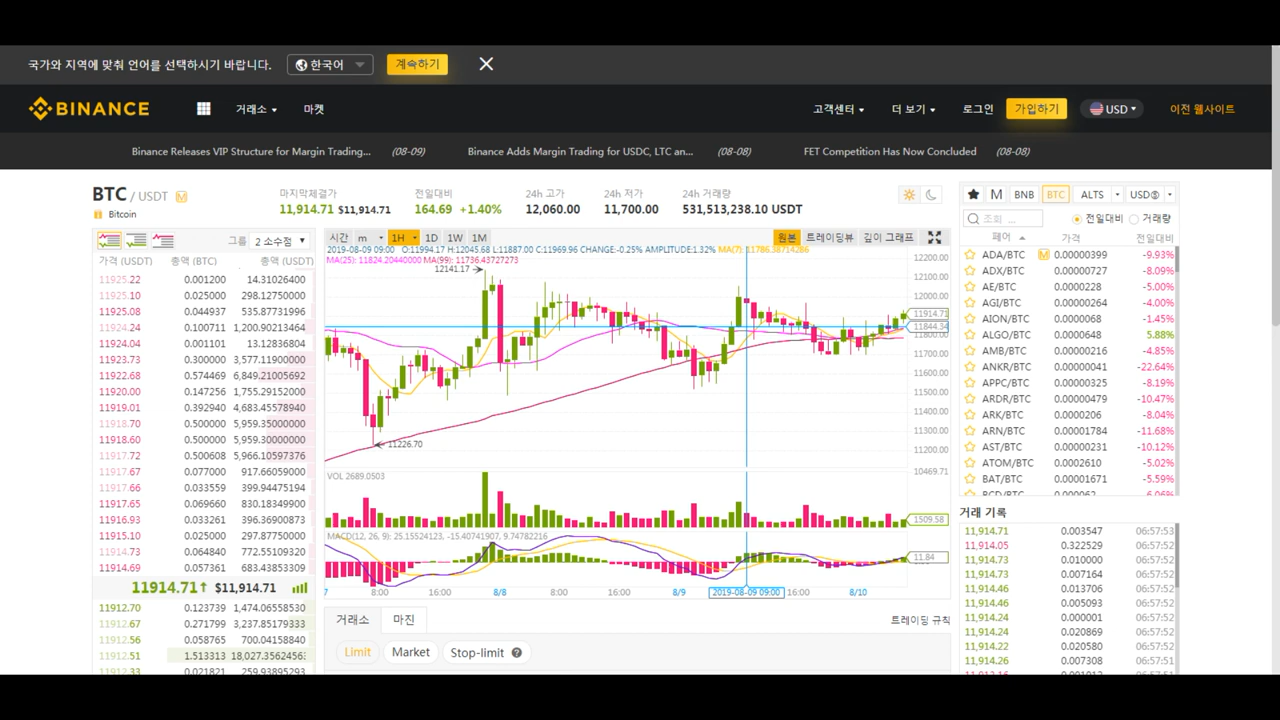 국가와 지역에 맞춰 언어를 선택하시기 바랍니다. 한국어 계속하기
BINANCE 거래소 마켓 고객센터 더 보기 로그인 가입하기 USD 이전 웹사이트
Binance Releases VIP Structure for Margin Trading... (08-09) Binance Adds Margin Trading for USDC, LTC an... (08-08) FET Competition Has Now Concluded (08-08)
BTC / USDT M
Bitcoin
마지막체결가 전일대비 24h 고가 24h 저가 24h 거래량
11,914.71 $11,914.71 164.69 +1.40% 12,060.00 11,700.00 531,513,238.10 USDT
그룹 2 소수점
가격 (USDT) 총액 (BTC) 총액 (USDT)
11925.22 0.001200 14.31026400
11925.10 0.025000 298.12750000
11925.08 0.044937 535.87731996
11924.24 0.100711 1,200.90213464
11924.04 0.001100 13.12836804
11923.73 0.300000 3,577.11900000
11922.68 0.574469 6,849.21005692
11920.00 0.147256 1,755.29152000
11919.01 0.392940 4,683.45578940
11918.70 0.500000 5,959.35000000
11918.60 0.500000 5,959.30000000
11917.72 0.500608 5,966.10597376
11917.67 0.077000 917.66059000
11917.66 0.033559 399.94475194
11917.65 0.069660 830.18349900
11916.93 0.033261 396.36900873
11915.10 0.025000 297.87750000
11914.73 0.064840 772.55109320
11914.69 0.057361 683.43853309
11914.71↑ $11,914.71
11912.70 0.123739 1,474.06558530
11912.67 0.271799 3,237.85179333
11912.56 0.058765 700.04158840
11912.51 1.513313 18,027.3562456
11912.33 0.021821 259.93895293
시간 m 1H 1D 1W 1M 원본 트레이딩뷰 깊이 그래프
2019-08-09 09:00 O:11994.17 H:12045.68 L:11887.00 C:11969.96 CHANGE:-0.25% AMPLITUDE:1.32% MA(7): 11786.38714286
MA(25): 11824.20440000 MA(99): 11736.43727273
12141.17
11226.70
12200.00
12100.00
12000.00
11914.71
11844.34
11800.00
11700.00
11600.00
11500.00
11400.00
11300.00
11200.00
VOL 2689.0503
10469.71
1509.58
MACD(12, 26, 9): 25.15524123, -15.40741907, 9.74782216
11.84
7 8:00 16:00 8/8 8:00 16:00 8/9 2019-08-09 09:00 16:00 8/10
거래소 마진 트레이딩 규칙
Limit Market Stop-limit ?
M BNB BTC ALTS USDⓈ
조회 ... 전일대비 거래량
페어 가격 전일대비
ADA/BTC M 0.00000399 -9.93%
ADX/BTC 0.00000727 -8.09%
AE/BTC 0.0000228 -5.00%
AGI/BTC 0.00000264 -4.00%
AION/BTC 0.0000068 -1.45%
ALGO/BTC 0.0000648 5.88%
AMB/BTC 0.00000216 -4.85%
ANKR/BTC 0.00000041 -22.64%
APPC/BTC 0.00000325 -8.19%
ARDR/BTC 0.00000479 -10.47%
ARK/BTC 0.0000206 -8.04%
ARN/BTC 0.00001784 -11.68%
AST/BTC 0.00000231 -10.12%
ATOM/BTC 0.0002610 -5.02%
BAT/BTC 0.00001671 -5.59%
BCD/BTC 0.000062 -6.06%
거래 기록
11,914.71 0.003547 06:57:53
11,914.05 0.322529 06:57:53
11,914.73 0.010000 06:57:52
11,914.73 0.007164 06:57:52
11,914.46 0.013706 06:57:52
11,914.46 0.005093 06:57:52
11,914.24 0.000001 06:57:52
11,914.24 0.020869 06:57:52
11,914.22 0.020580 06:57:52
11,914.26 0.007308 06:57:51